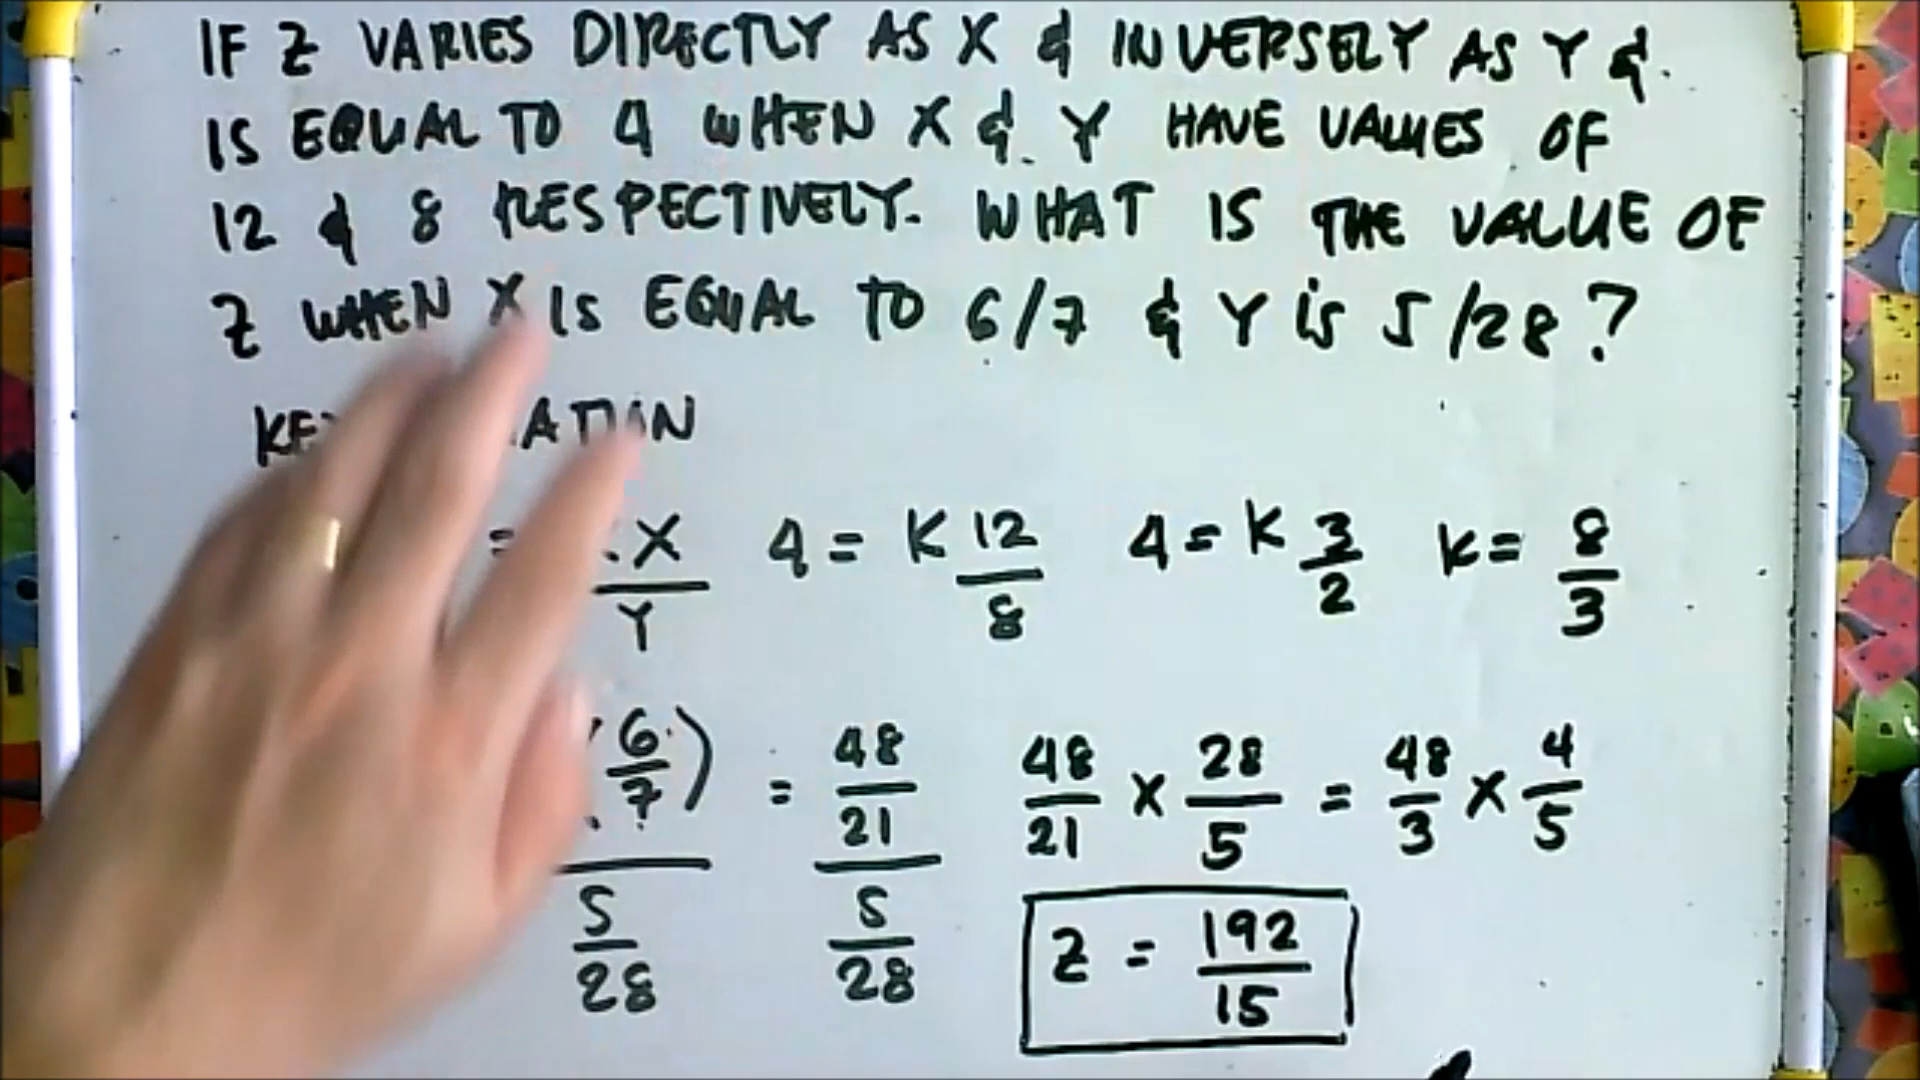 IF Z VARIES DIRECTLY AS X & INVERSELY AS Y &
IS EQUAL TO 4 WHEN X & Y HAVE VALUES OF
12 & 8 RESPECTIVELY. WHAT IS THE VALUE OF
Z WHEN X IS EQUAL TO 6/7 & Y IS 5/28?
= X/Y 4 = K 12/8 4 = K 3/2 K = 8/3
(6/7) / 5/28 = 48/21 / 5/28 48/21 X 28/5 = 48/3 X 4/5
Z = 192/15